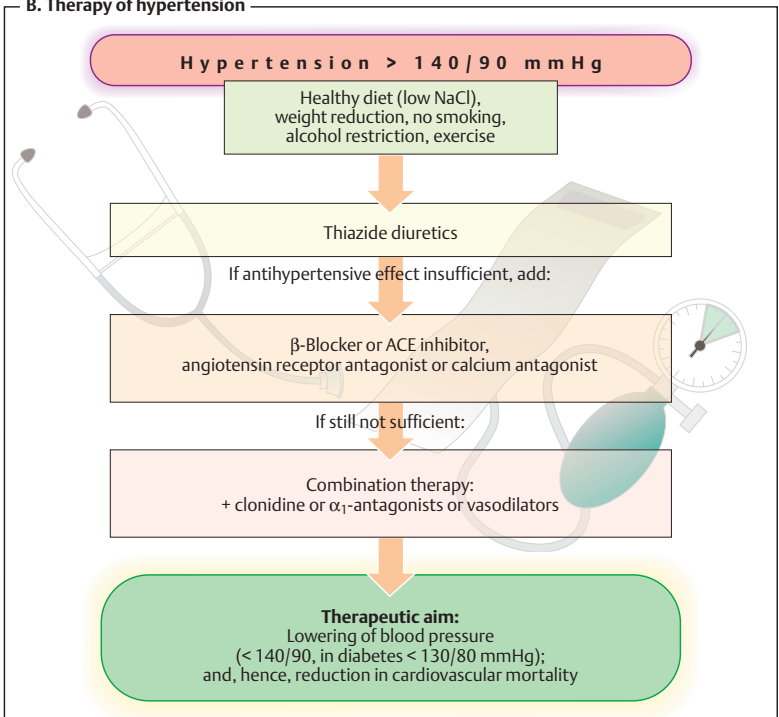 B. Therapy of hypertension
Hypertension > 140/90 mmHg
Healthy diet (low NaCl),
weight reduction, no smoking,
alcohol restriction, exercise
Thiazide diuretics
If antihypertensive effect insufficient, add:
β-Blocker or ACE inhibitor,
angiotensin receptor antagonist or calcium antagonist
If still not sufficient:
Combination therapy:
+ clonidine or α₁-antagonists or vasodilators
Therapeutic aim:
Lowering of blood pressure
(< 140/90, in diabetes < 130/80 mmHg);
and, hence, reduction in cardiovascular mortality